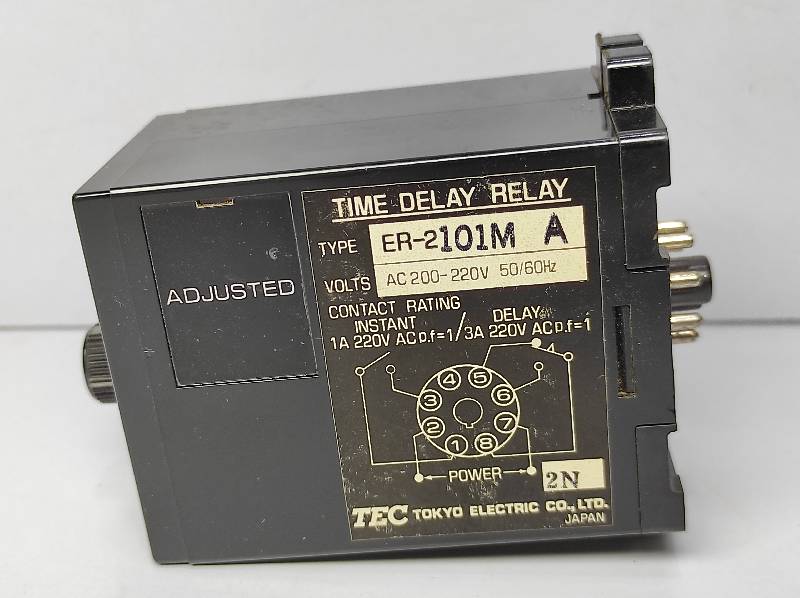 TIME DELAY RELAY
TYPE ER-2101M A
VOLTS AC 200-220V 50/60Hz
CONTACT RATING
INSTANT / DELAY
1A 220V AC p.f=1 / 3A 220V AC p.f=1
ADJUSTED
4 5
3 6
2 7
1 8
POWER
2N
TEC TOKYO ELECTRIC CO., LTD.
JAPAN